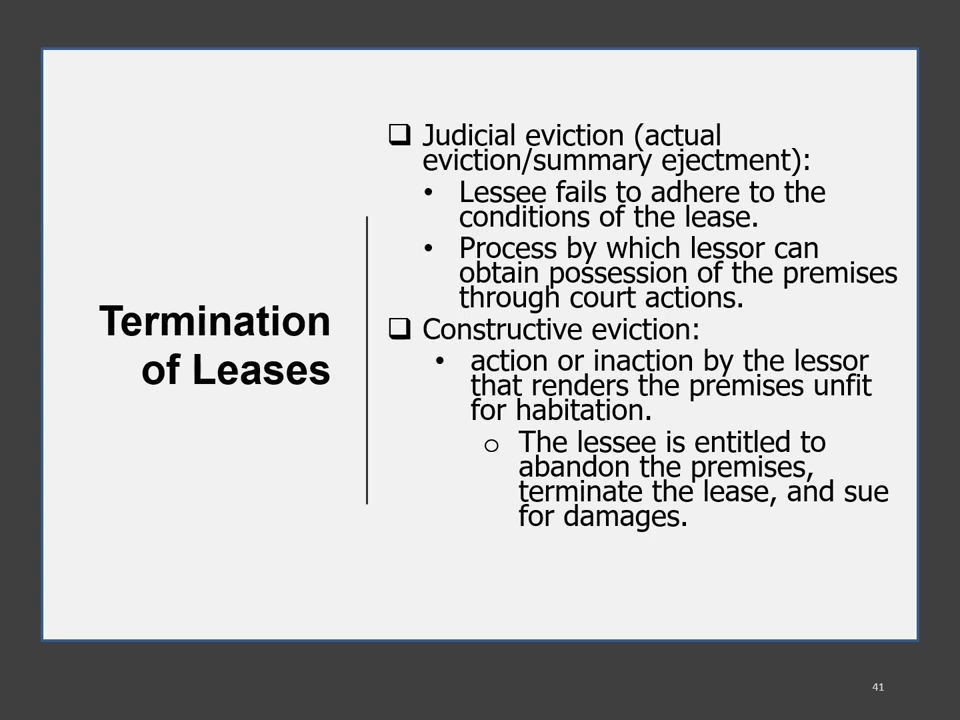 Termination
of Leases
❑ Judicial eviction (actual
eviction/summary ejectment):
• Lessee fails to adhere to the
conditions of the lease.
• Process by which lessor can
obtain possession of the premises
through court actions.
❑ Constructive eviction:
• action or inaction by the lessor
that renders the premises unfit
for habitation.
o The lessee is entitled to
abandon the premises,
terminate the lease, and sue
for damages.
41